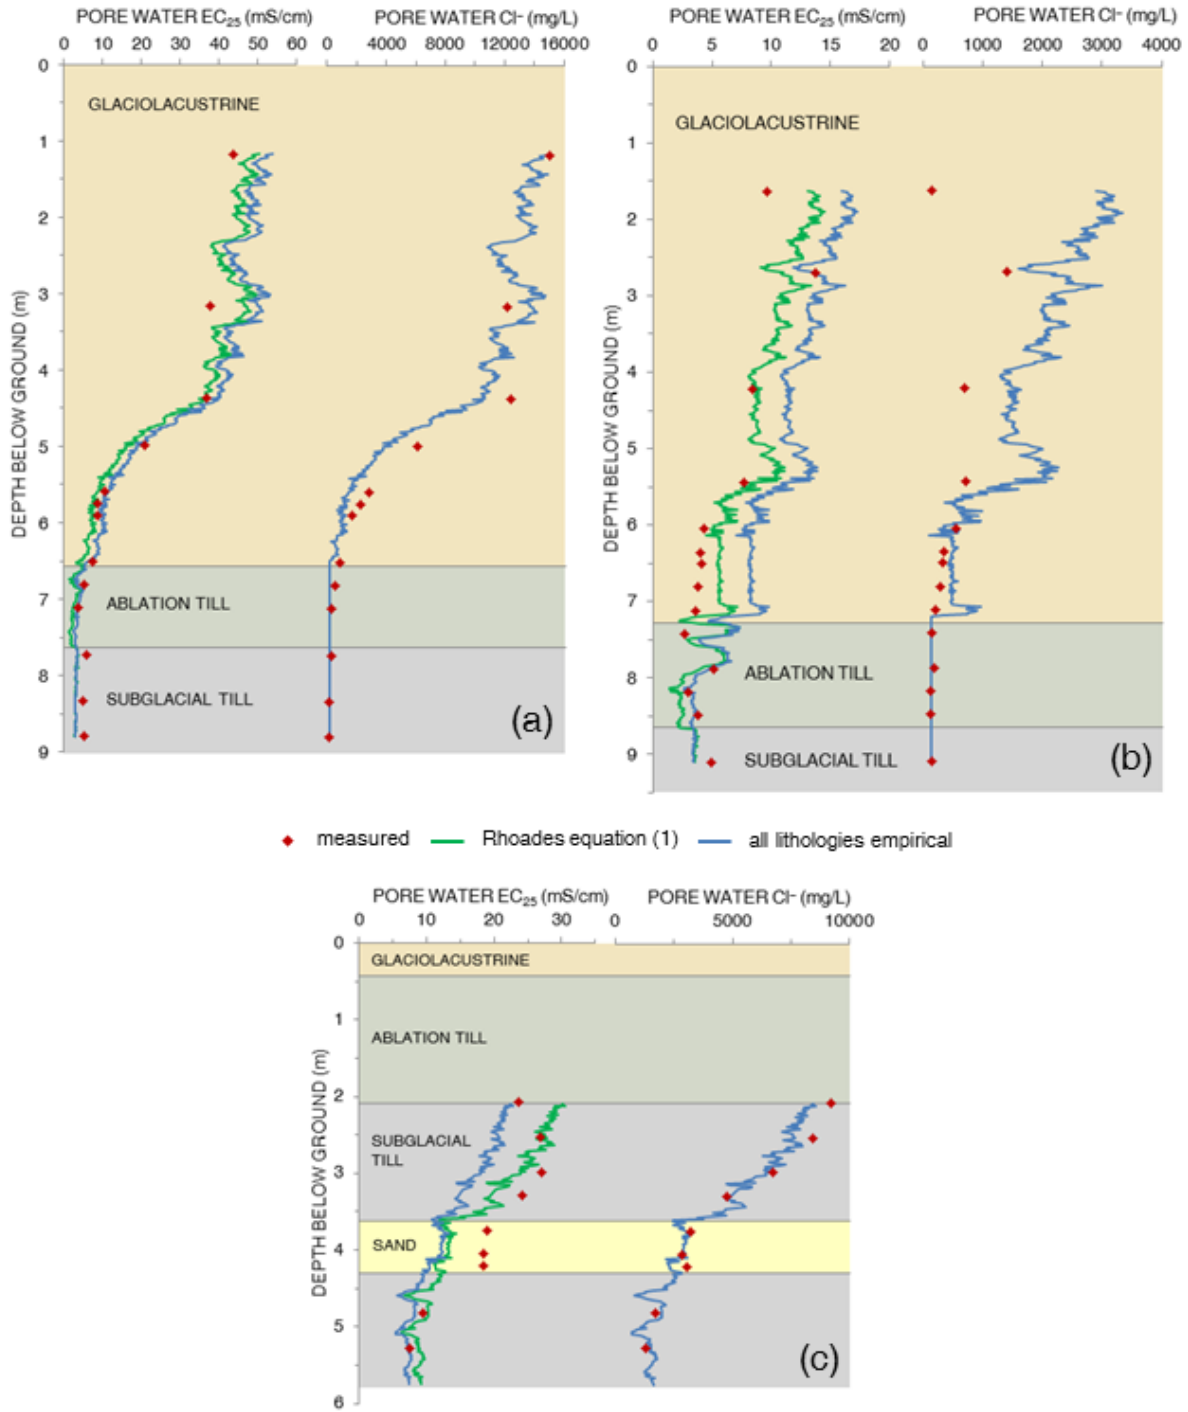 PORE WATER EC25 (mS/cm) PORE WATER Cl⁻ (mg/L)
0 10 20 30 40 50 60 0 4000 8000 12000 16000
DEPTH BELOW GROUND (m)
0
1
2
3
4
5
6
7
8
9
GLACIOLACUSTRINE
ABLATION TILL
SUBGLACIAL TILL
(a)
PORE WATER EC25 (mS/cm) PORE WATER Cl⁻ (mg/L)
0 5 10 15 20 0 1000 2000 3000 4000
DEPTH BELOW GROUND (m)
0
1
2
3
4
5
6
7
8
9
GLACIOLACUSTRINE
ABLATION TILL
SUBGLACIAL TILL
(b)
measured Rhoades equation (1) all lithologies empirical
PORE WATER EC25 (mS/cm) PORE WATER Cl⁻ (mg/L)
0 10 20 30 0 5000 10000
DEPTH BELOW GROUND (m)
0
1
2
3
4
5
6
GLACIOLACUSTRINE
ABLATION TILL
SUBGLACIAL
TILL
SAND
(c)